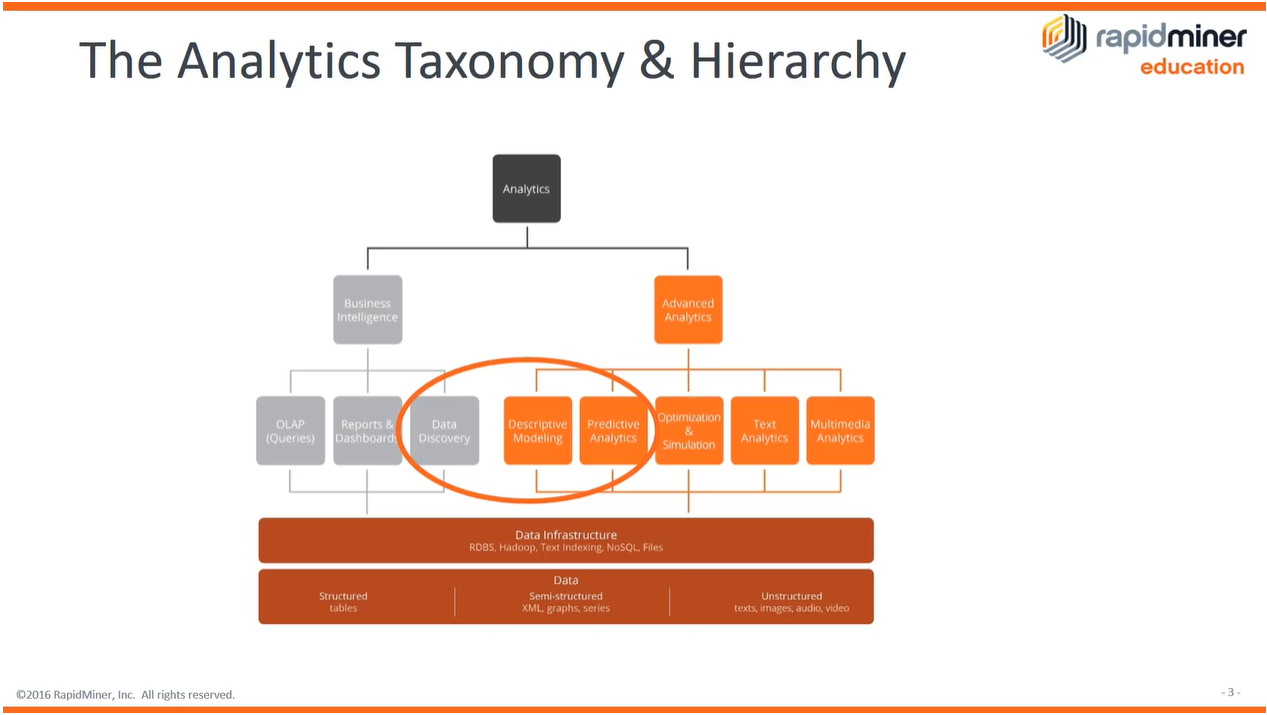 The Analytics Taxonomy & Hierarchy
rapidminer
education
Analytics
Business
Intelligence
Advanced
Analytics
OLAP
(Queries)
Reports &
Dashboards
Data
Discovery
Descriptive
Modeling
Predictive
Analytics
Optimization
&
Simulation
Text
Analytics
Multimedia
Analytics
Data Infrastructure
RDBS, Hadoop, Text Indexing, NoSQL, Files
Data
Structured
tables
Semi-structured
XML, graphs, series
Unstructured
texts, images, audio, video
©2016 RapidMiner, Inc. All rights reserved.
- 3 -